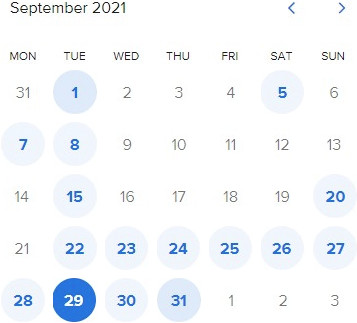 September 2021
MON TUE WED THU FRI SAT SUN
31 1 2 3 4 5 6
7 8 9 10 11 12 13
14 15 16 17 18 19 20
21 22 23 24 25 26 27
28 29 30 31 1 2 3